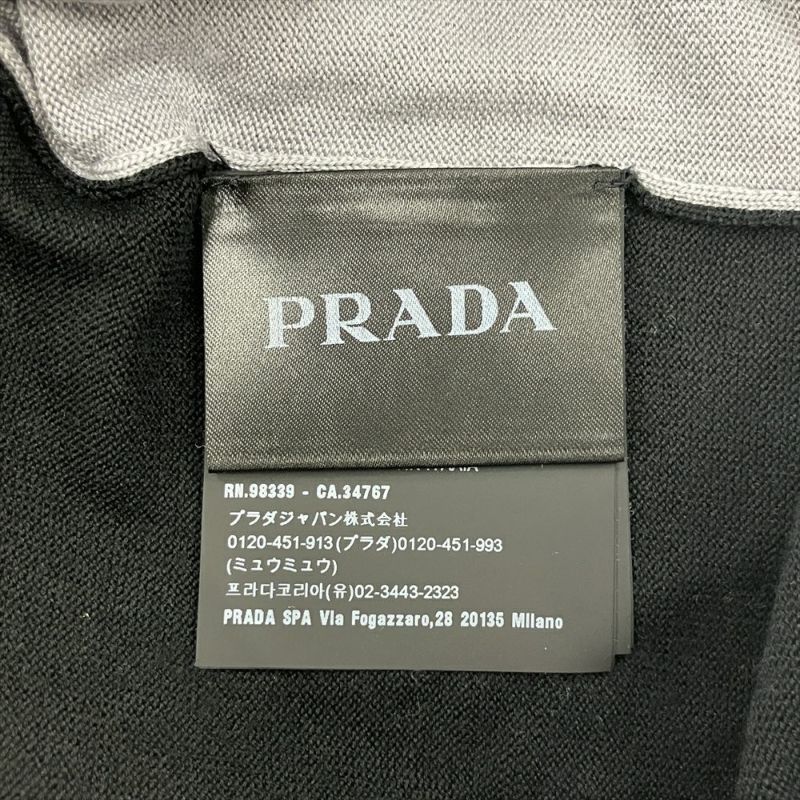 PRADA
RN.98339 - CA.34767
プラダジャパン株式会社
0120-451-913(プラダ)0120-451-993
(ミュウミュウ)
프라다코리아(유)02-3443-2323
PRADA SPA Via Fogazzaro,28 20135 Milano